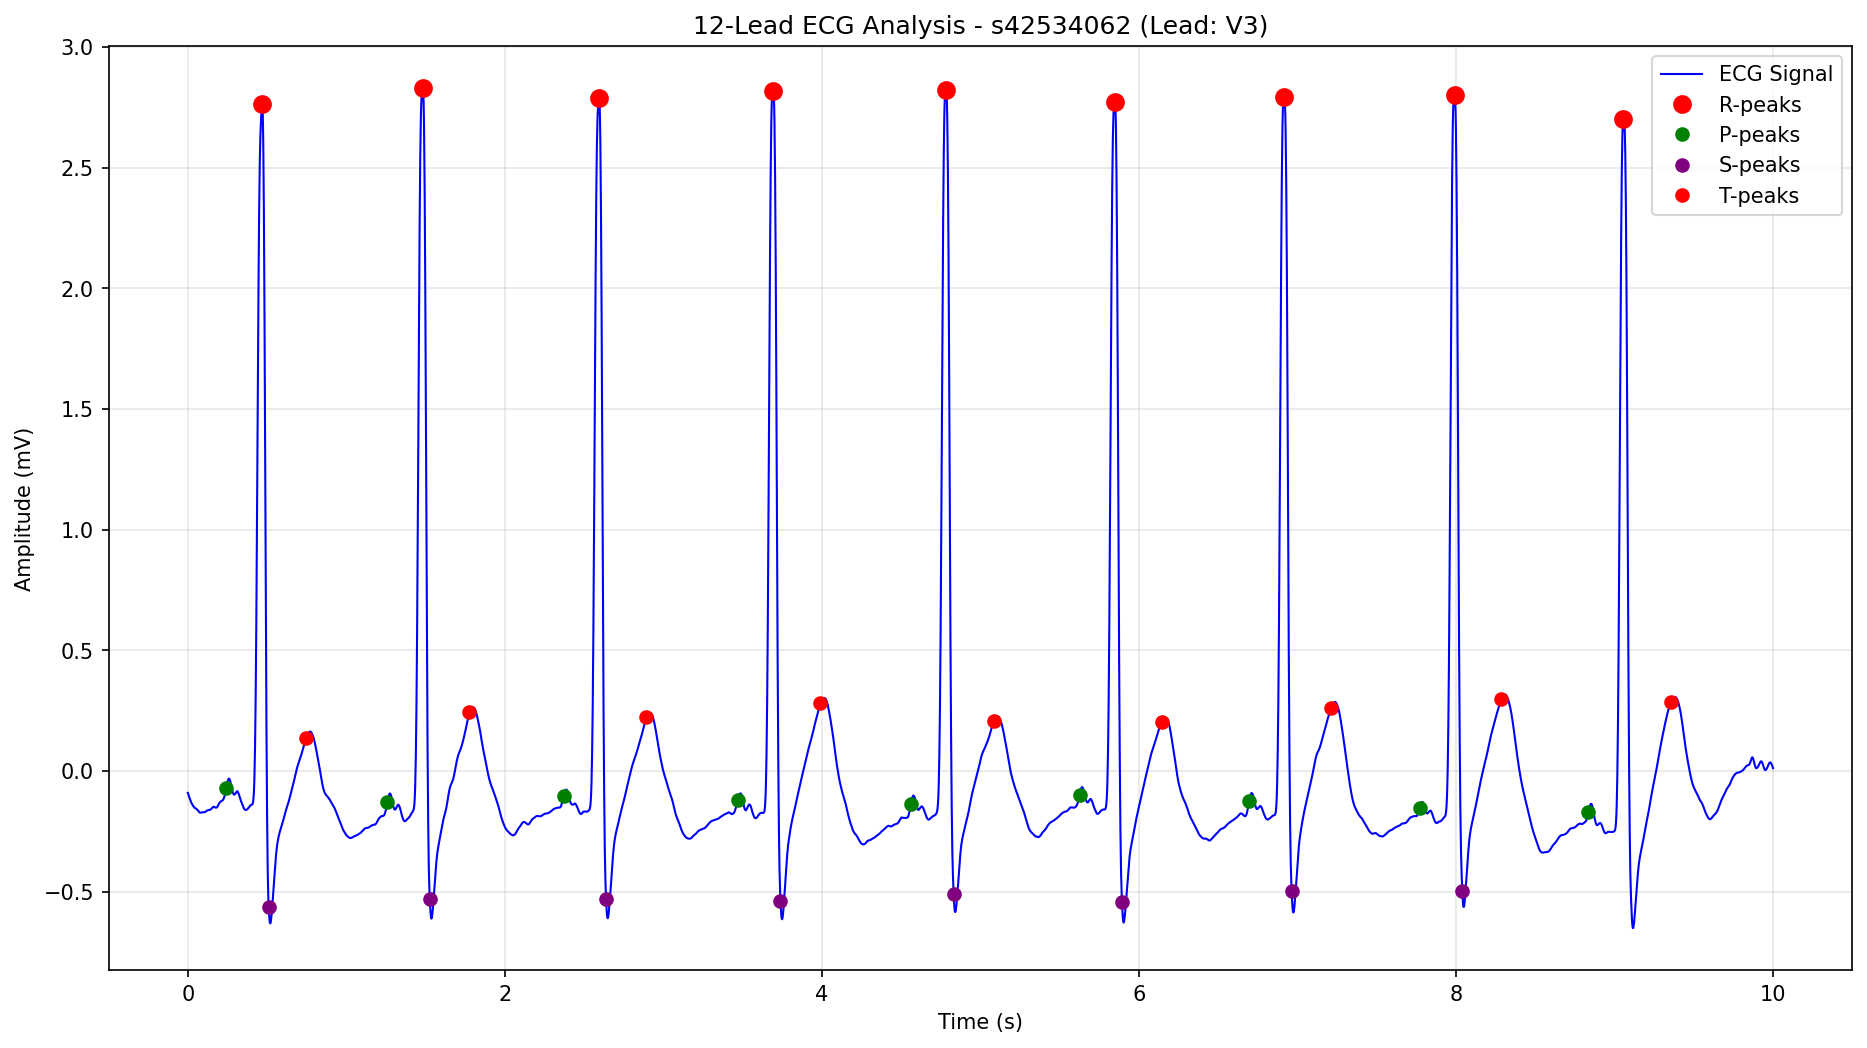 12-Lead ECG Analysis - s42534062 (Lead: V3)
ECG Signal
R-peaks
P-peaks
S-peaks
T-peaks
Amplitude (mV)
3.0
2.5
2.0
1.5
1.0
0.5
0.0
−0.5
0 2 4 6 8 10
Time (s)